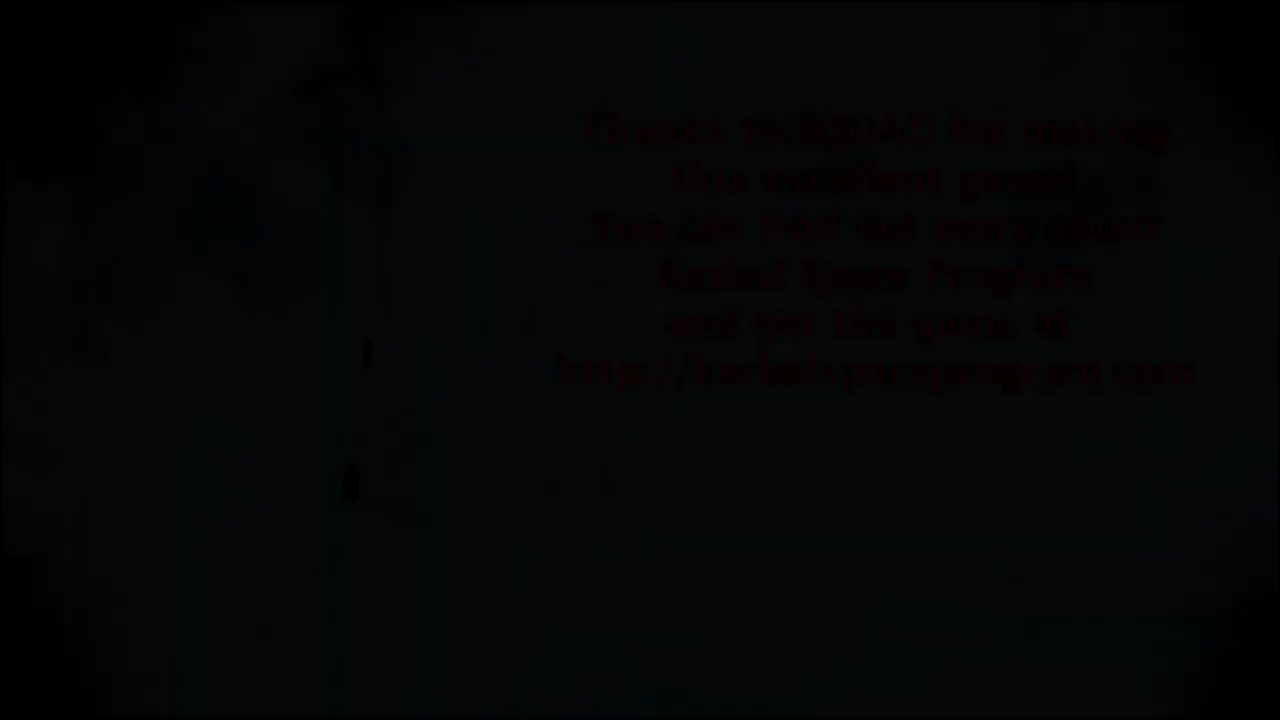 Thanks to SQUAD for making
this excellent game!
You can find out more about
Kerbal Space Program
and get the game at
http://kerbalspaceprogram.com